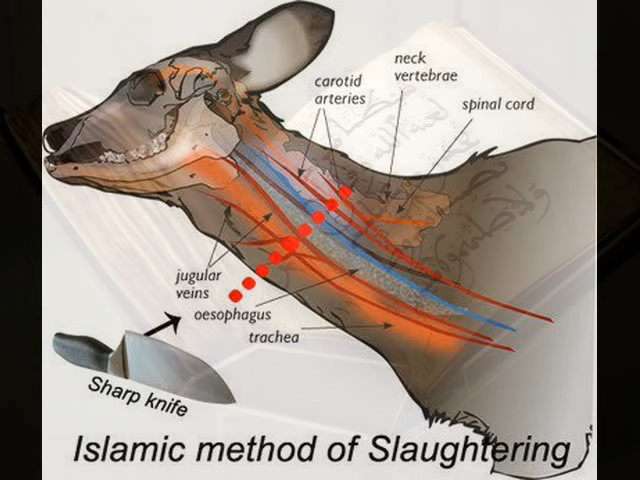 neck
vertebrae
carotid
arteries
spinal cord
jugular
veins
oesophagus
trachea
Sharp knife
Islamic method of Slaughtering